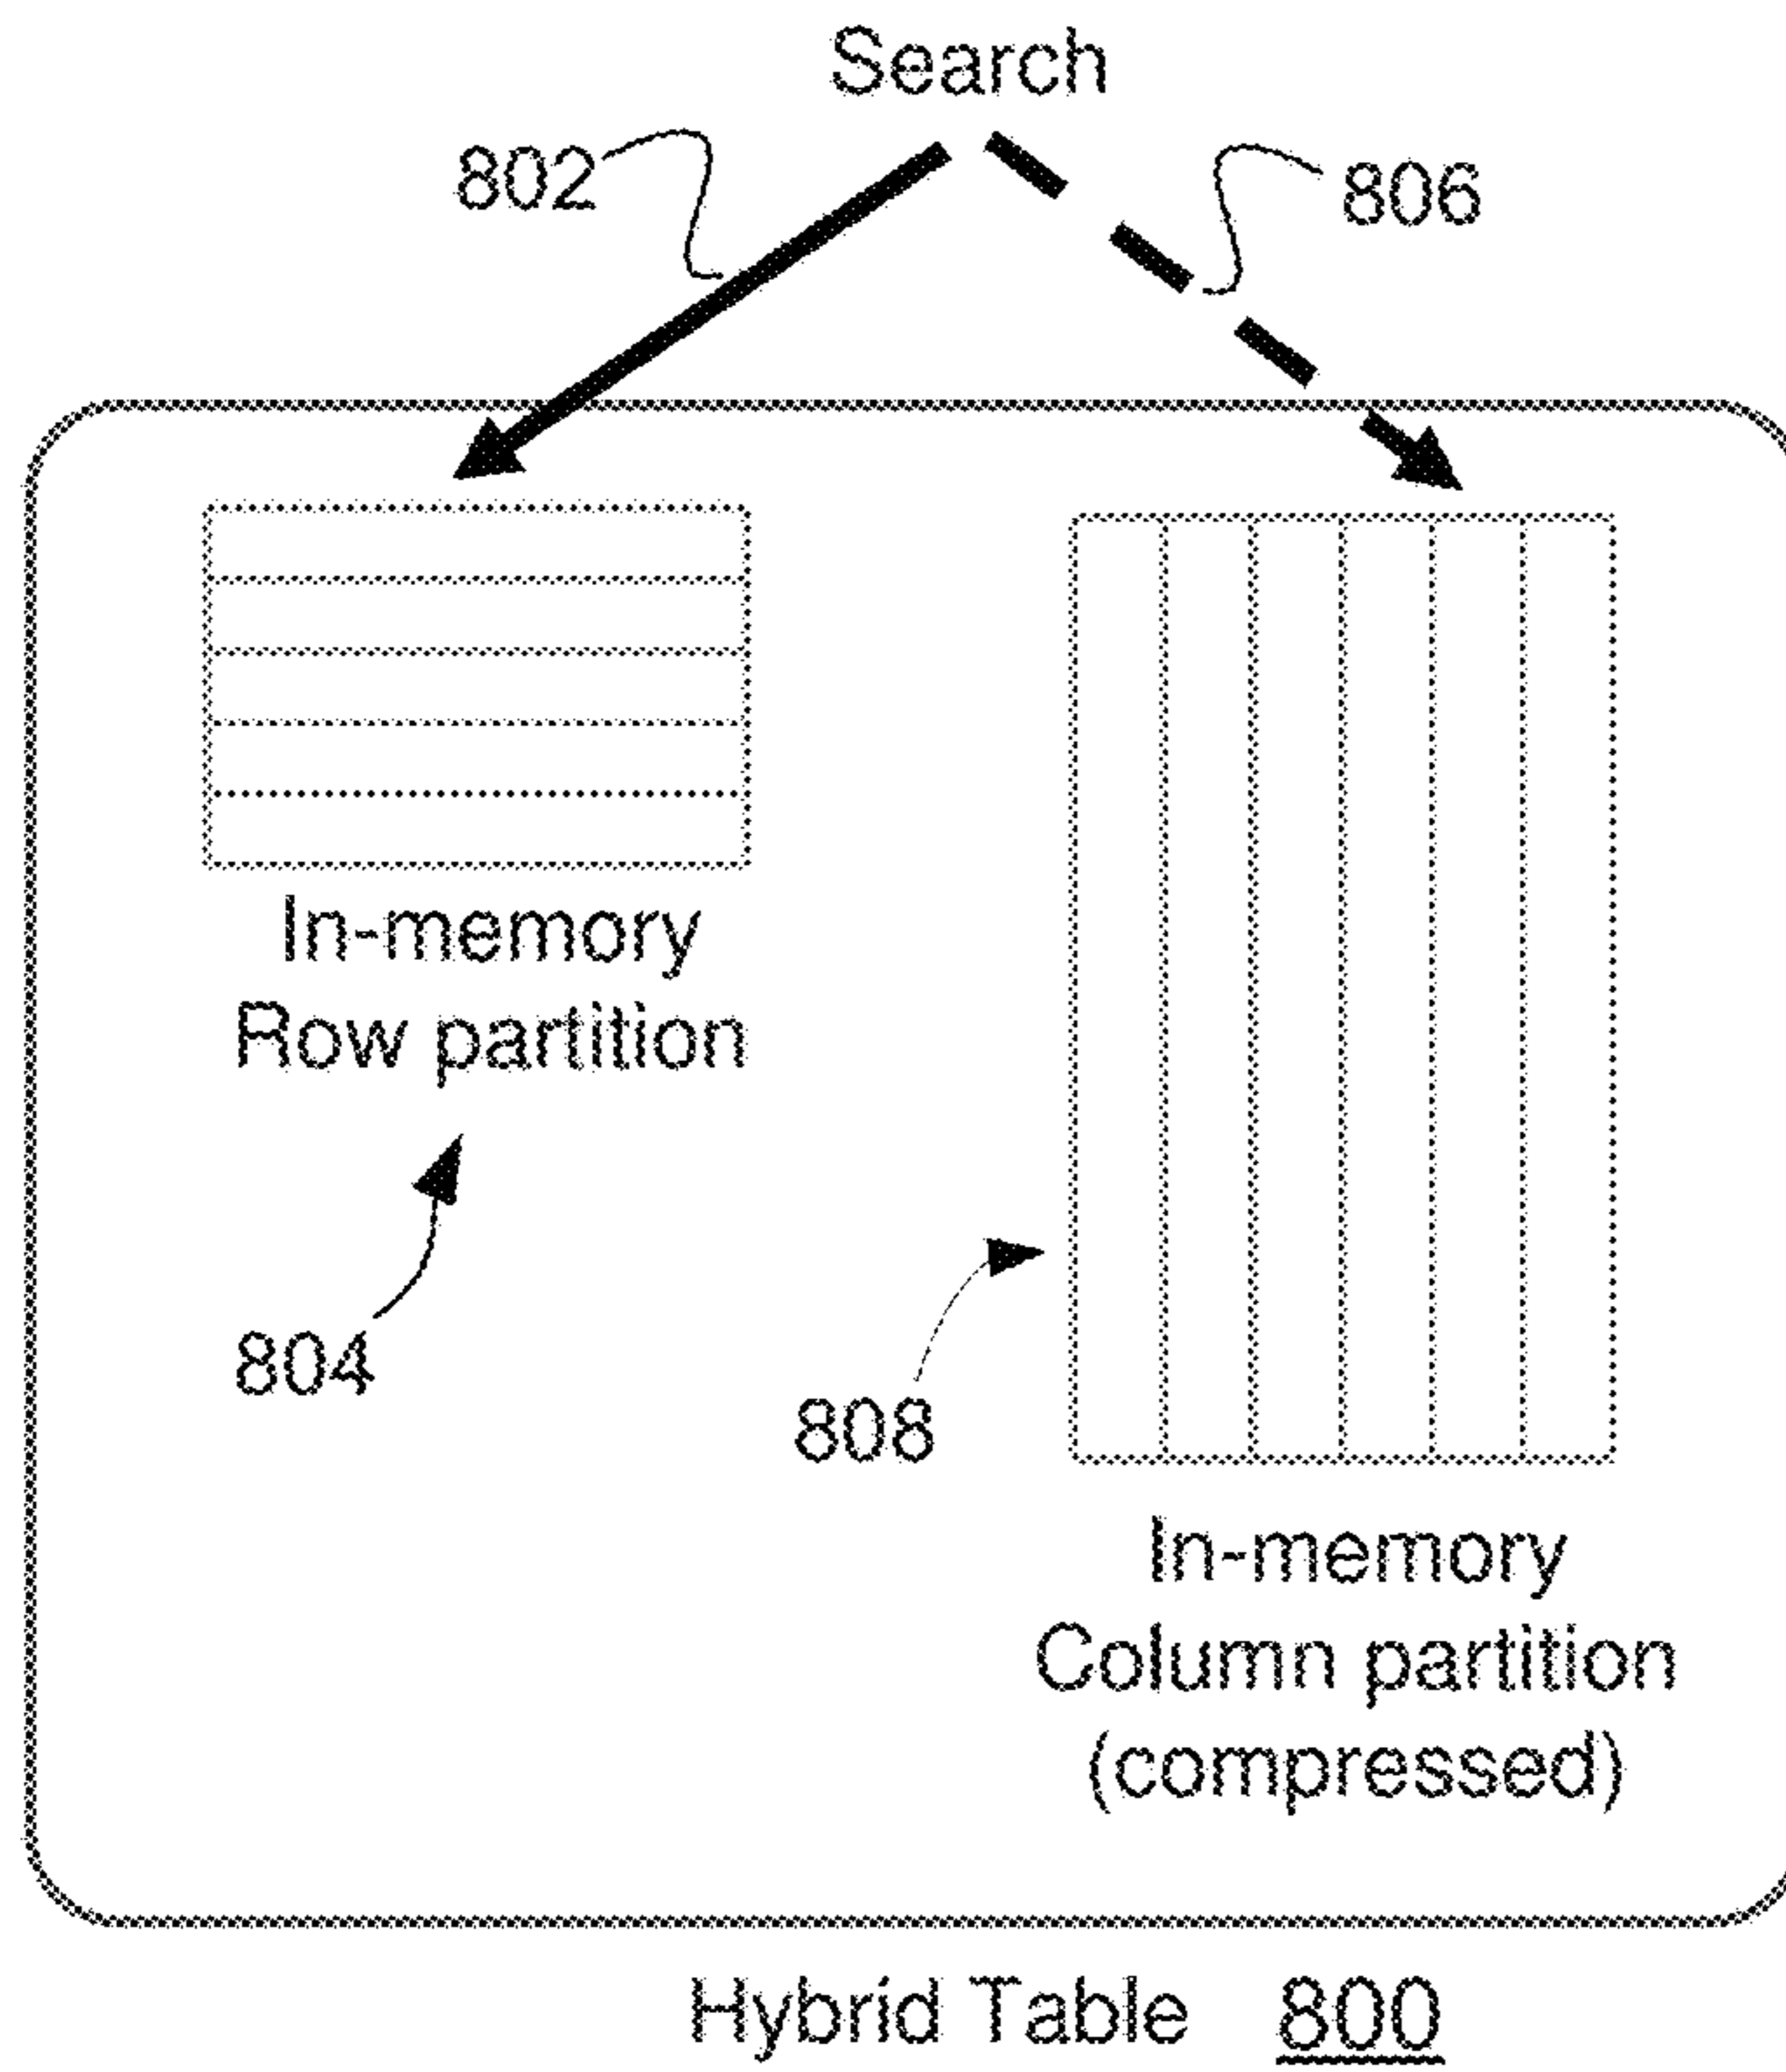 Search
802
806
In-memory
Row partition
804
808
In-memory
Column partition
(compressed)
Hybrid Table 800